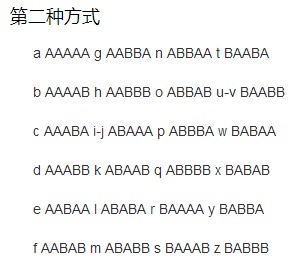 第二种方式
a AAAAA g AABBA n ABBAA t BAABA
b AAAAB h AABBB o ABBAB u-v BAABB
c AAABA i-j ABAAA p ABBBA w BABAA
d AAABB k ABAAB q ABBBB x BABAB
e AABAA l ABABA r BAAAA y BABBA
f AABAB m ABABB s BAAAB z BABBB